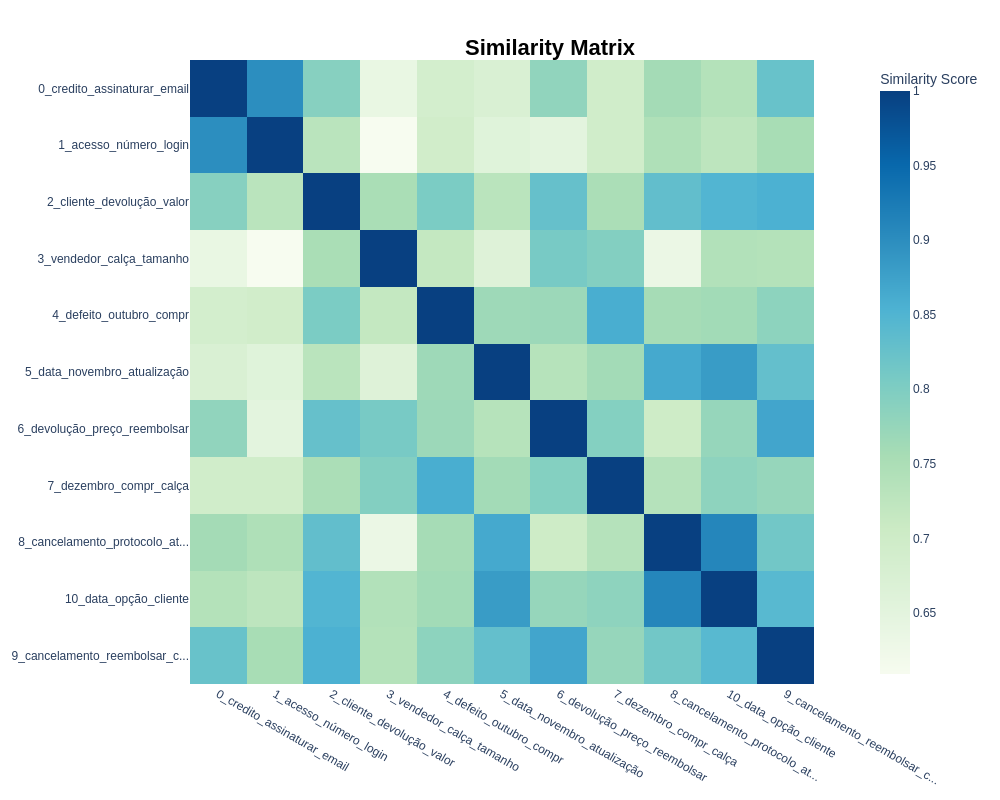 Similarity Matrix
Similarity Score
0_credito_assinaturar_email
1_acesso_número_login
2_cliente_devolução_valor
3_vendedor_calça_tamanho
4_defeito_outubro_compr
5_data_novembro_atualização
6_devolução_preço_reembolsar
7_dezembro_compr_calça
8_cancelamento_protocolo_at...
10_data_opção_cliente
9_cancelamento_reembolsar_c...
1
0.95
0.9
0.85
0.8
0.75
0.7
0.65
0_credito_assinaturar_email
1_acesso_número_login
2_cliente_devolução_valor
3_vendedor_calça_tamanho
4_defeito_outubro_compr
5_data_novembro_atualização
6_devolução_preço_reembolsar
7_dezembro_compr_calça
8_cancelamento_protocolo_at...
10_data_opção_cliente
9_cancelamento_reembolsar_c...